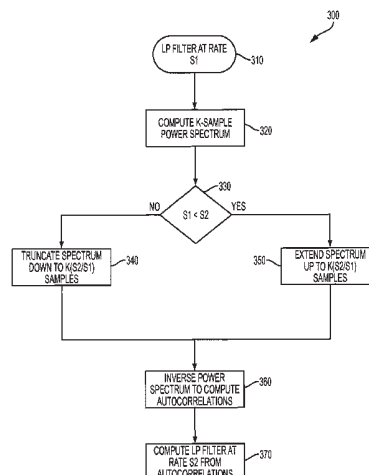 300
LP FILTER AT RATE
S1
310
COMPUTE K-SAMPLE
POWER SPECTRUM
320
330
S1 < S2
NO
YES
TRUNCATE SPECTRUM
DOWN TO K(S2/S1)
SAMPLES
340
EXTEND SPECTRUM
UP TO K(S2/S1)
SAMPLES
350
INVERSE POWER
SPECTRUM TO COMPUTE
AUTOCORRELATIONS
360
COMPUTE LP FILTER AT
RATE S2 FROM
AUTOCORRELATIONS
370